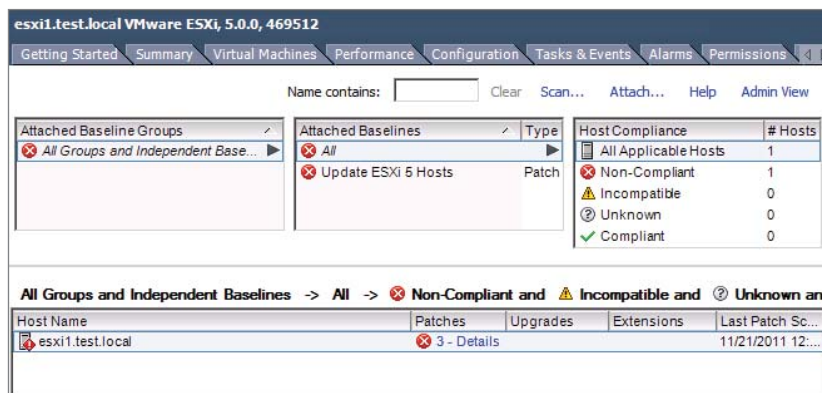 esxi1.test.local VMware ESXi, 5.0.0, 469512
Getting Started Summary Virtual Machines Performance Configuration Tasks & Events Alarms Permissions
Name contains: Clear Scan... Attach... Help Admin View
Attached Baseline Groups
All Groups and Independent Base...
Attached Baselines Type
All
Update ESXi 5 Hosts Patch
Host Compliance # Hosts
All Applicable Hosts 1
Non-Compliant 1
Incompatible 0
Unknown 0
Compliant 0
All Groups and Independent Baselines -> All -> Non-Compliant and Incompatible and Unknown an
Host Name Patches Upgrades Extensions Last Patch Sc...
esxi1.test.local 3 - Details 11/21/2011 12:...